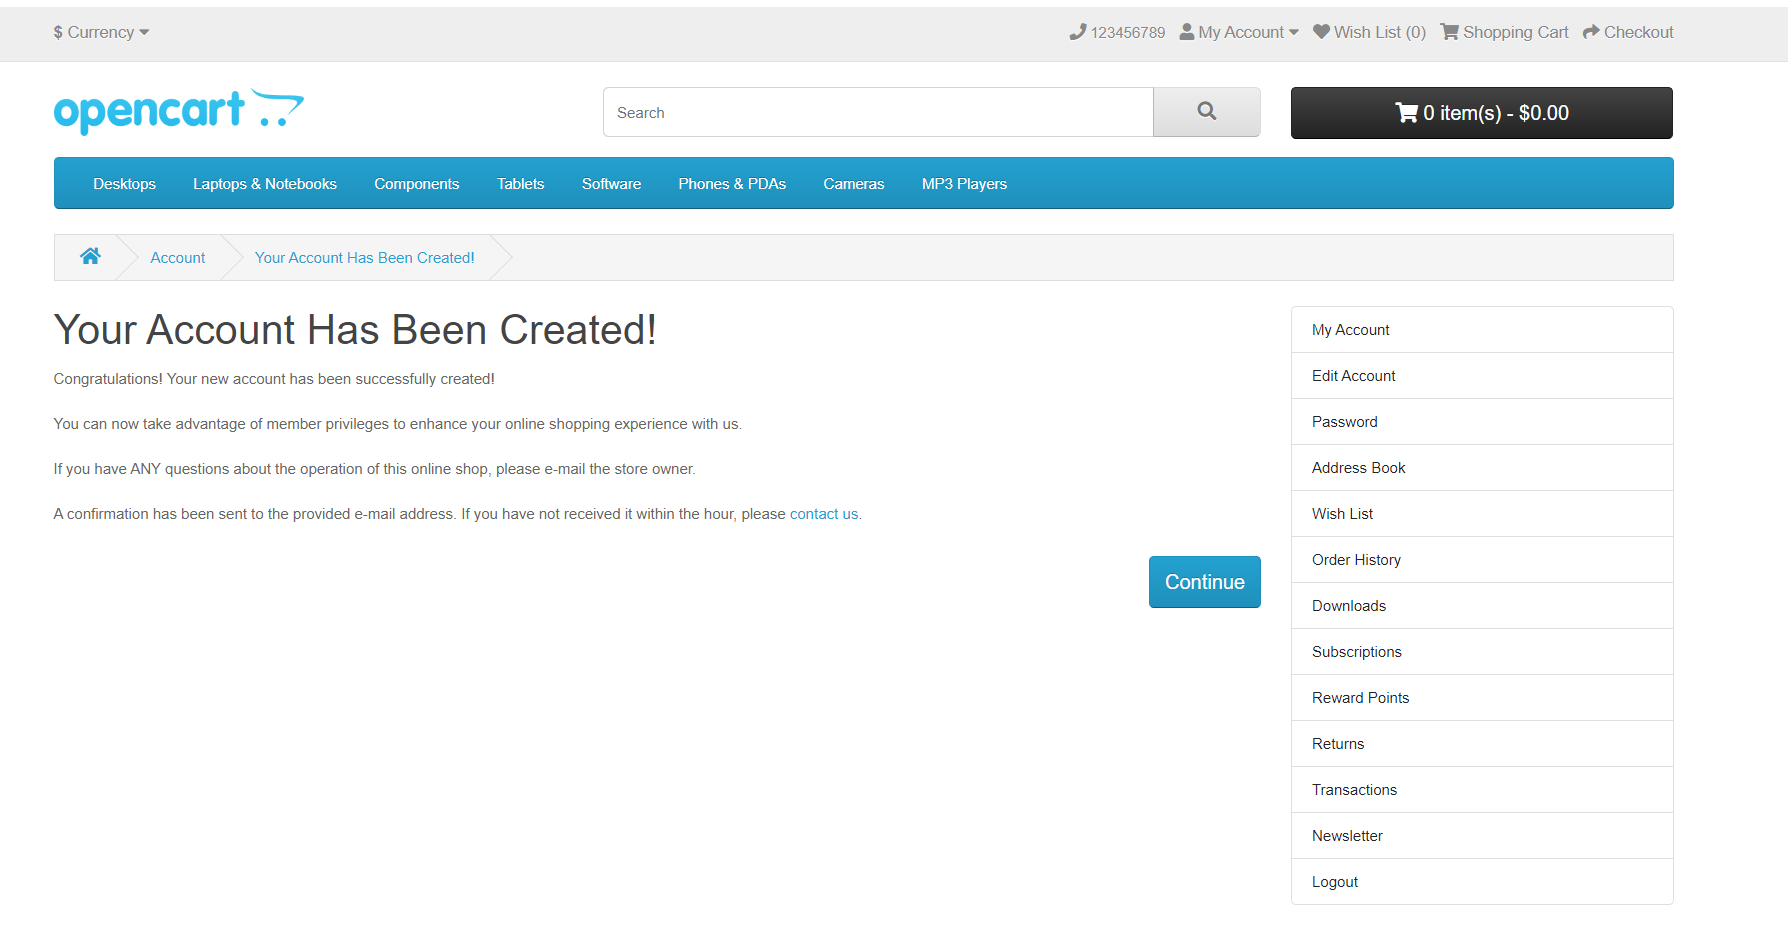 $ Currency
123456789 My Account Wish List (0) Shopping Cart Checkout
opencart
Search
0 item(s) - $0.00
Desktops Laptops & Notebooks Components Tablets Software Phones & PDAs Cameras MP3 Players
Account Your Account Has Been Created!
Your Account Has Been Created!
Congratulations! Your new account has been successfully created!
You can now take advantage of member privileges to enhance your online shopping experience with us.
If you have ANY questions about the operation of this online shop, please e-mail the store owner.
A confirmation has been sent to the provided e-mail address. If you have not received it within the hour, please contact us.
Continue
My Account
Edit Account
Password
Address Book
Wish List
Order History
Downloads
Subscriptions
Reward Points
Returns
Transactions
Newsletter
Logout